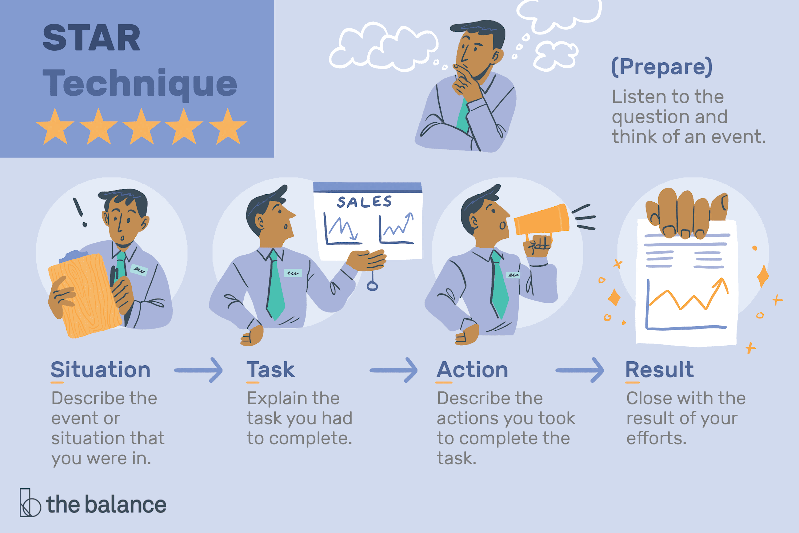 STAR
Technique
(Prepare)
Listen to the
question and
think of an event.
!
SALES
Situation
Describe the
event or
situation that
you were in.
Task
Explain the
task you had
to complete.
Action
Describe the
actions you took
to complete the
task.
Result
Close with the
result of your
efforts.
b the balance